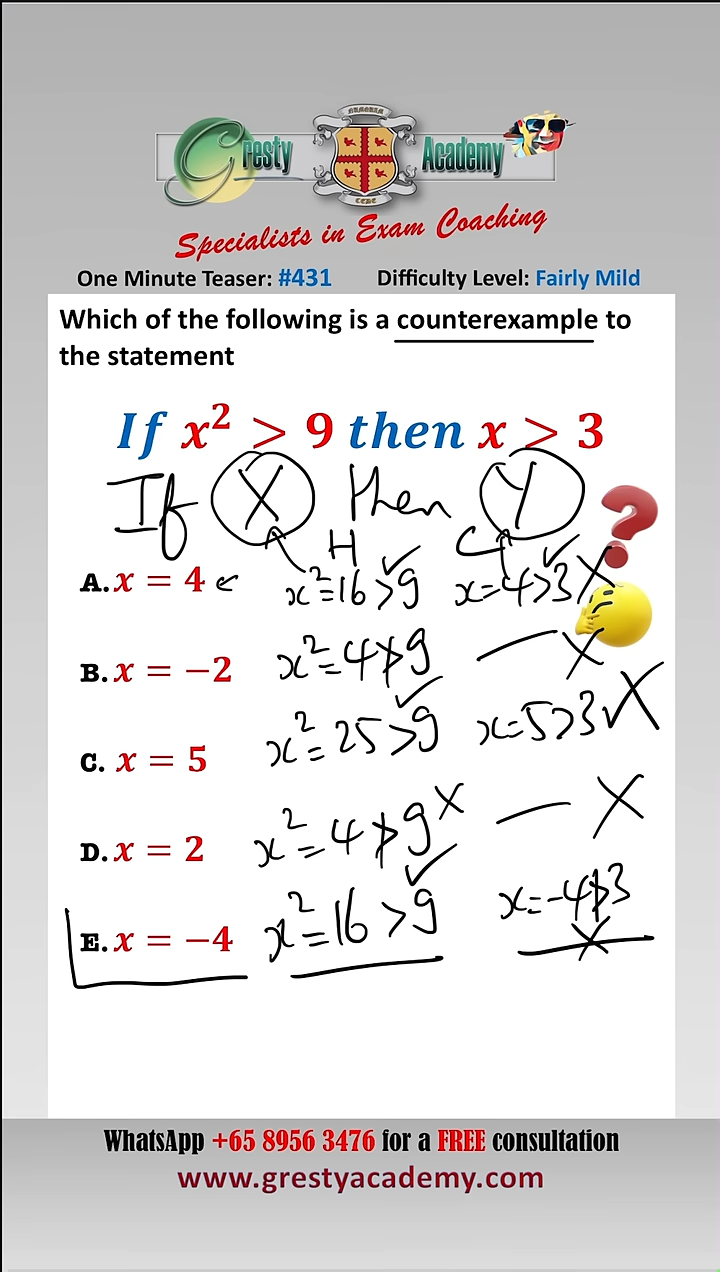 Gresty Academy
Specialists in Exam Coaching
One Minute Teaser: #431 Difficulty Level: Fairly Mild
Which of the following is a counterexample to
the statement
If x² > 9 then x > 3
If X then Y
H C
A. x = 4 x²=16>9 ✓ x=4>3 ✓ X
B. x = −2 x²=4≯9 — X
C. x = 5 x²=25>9 ✓ x=5>3 ✓ X
D. x = 2 x²=4≯9 X — X
E. x = −4 x²=16>9 ✓ x=-4≯3 X
WhatsApp +65 8956 3476 for a FREE consultation
www.grestyacademy.com